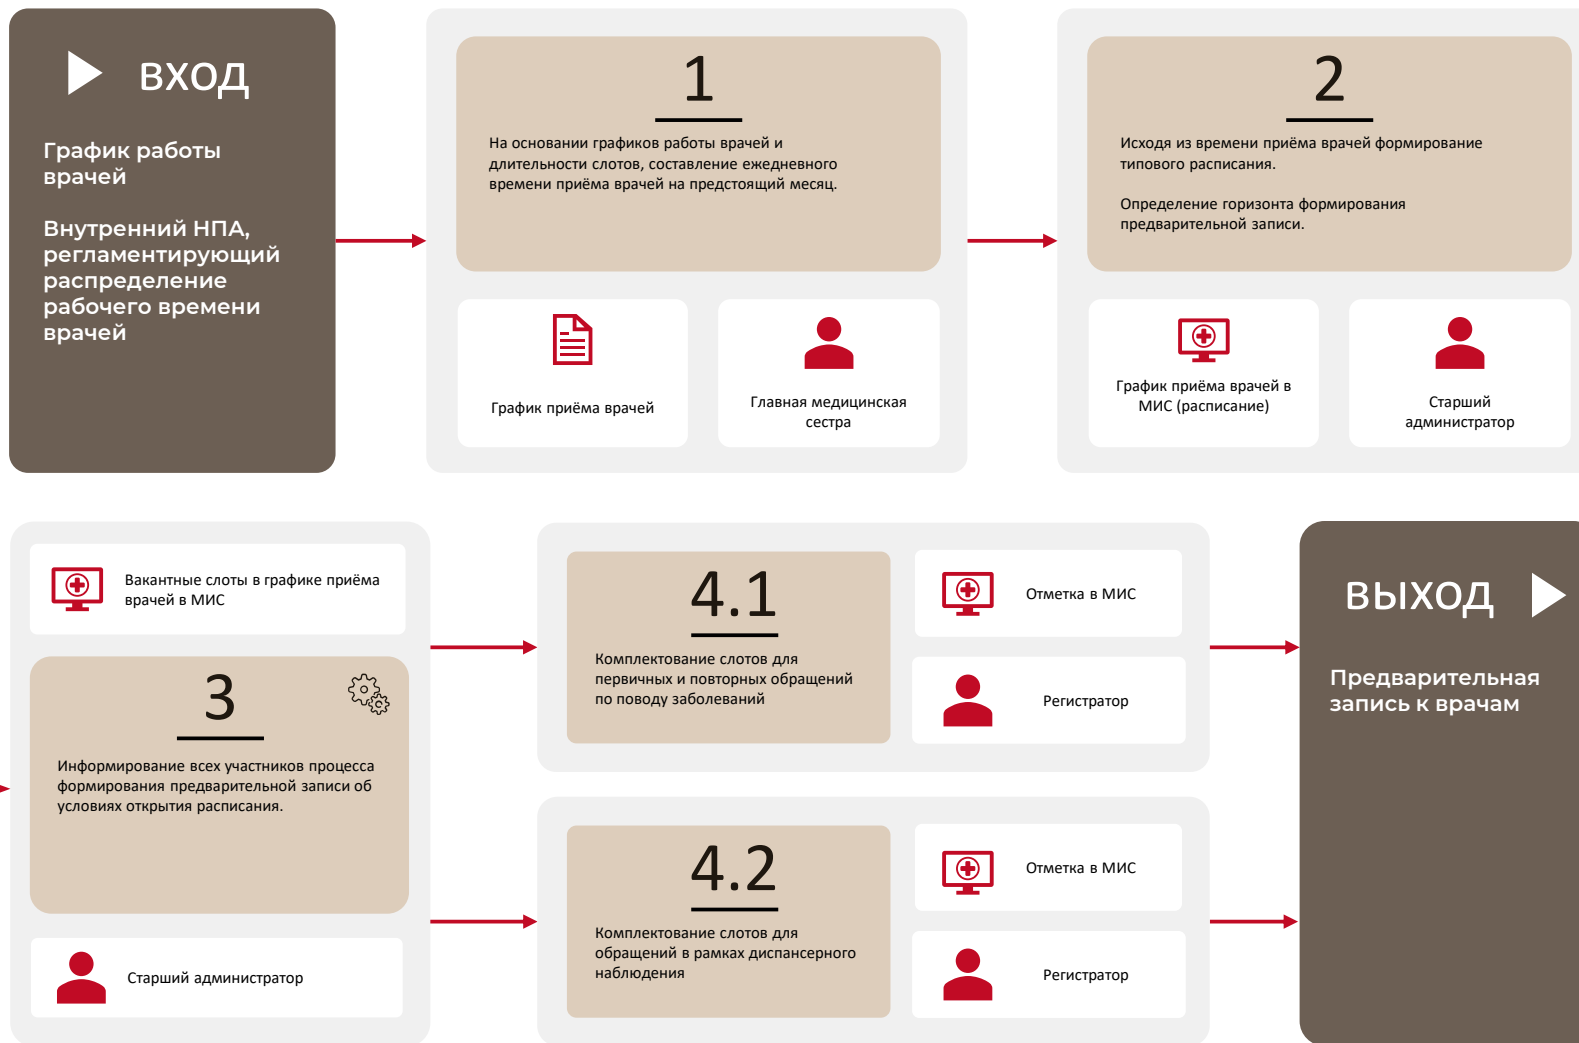 вход
График работы
врачей
Внутренний НПА,
регламентирующий
распределение
рабочего времени
врачей
1
На основании графиков работы врачей и
длительности слотов, составление ежедневного
времени приёма врачей на предстоящий месяц.
График приёма врачей
Главная медицинская
сестра
2
Исходя из времени приёма врачей формирование
типового расписания.
Определение горизонта формирования
предварительной записи.
График приёма врачей в
МИС (расписание)
Старший
администратор
Вакантные слоты в графике приёма
врачей в МИС
3
Информирование всех участников процесса
формирования предварительной записи об
условиях открытия расписания.
Старший администратор
4.1
Комплектование слотов для
первичных и повторных обращений
по поводу заболеваний
Отметка в МИС
Регистратор
4.2
Комплектование слотов для
обращений в рамках диспансерного
наблюдения
Отметка в МИС
Регистратор
выход
Предварительная
запись к врачам